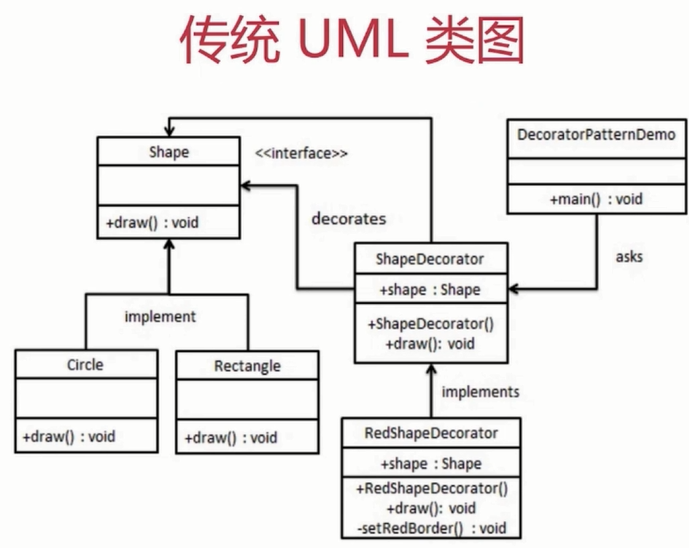 传统 UML 类图
Shape
<<interface>>
+draw() : void
decorates
DecoratorPatternDemo
+main() : void
asks
ShapeDecorator
+shape : Shape
+ShapeDecorator()
+draw(): void
implement
Circle
+draw() : void
Rectangle
+draw() : void
implements
RedShapeDecorator
+shape : Shape
+RedShapeDecorator()
+draw(): void
-setRedBorder() : void